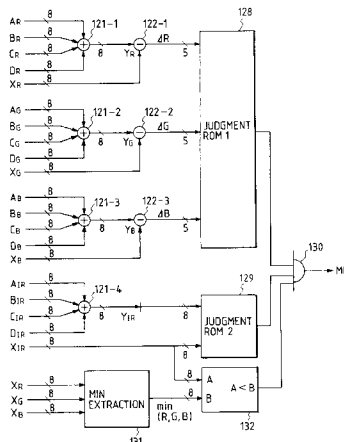 121-1 122-1 128
AR 8
BR 8
CR 8
DR 8
XR 8
8 YR ΔR 5
121-2 122-2
AG 8
BG 8
CG 8
DG 8
XG 8
8 YG ΔG 5
JUDGMENT
ROM 1
121-3 122-3
AB 8
BB 8
CB 8
DB 8
XB 8
8 YB ΔB 5
130
121-4 129
AIR 8
BIR 8
CIR 8
DIR 8
XIR 8
8 YIR 8
8
JUDGMENT
ROM 2
XR 8
XG 8
XB 8
MIN
EXTRACTION
131
8
min
(R,G,B)
8
A
B
A<B
132